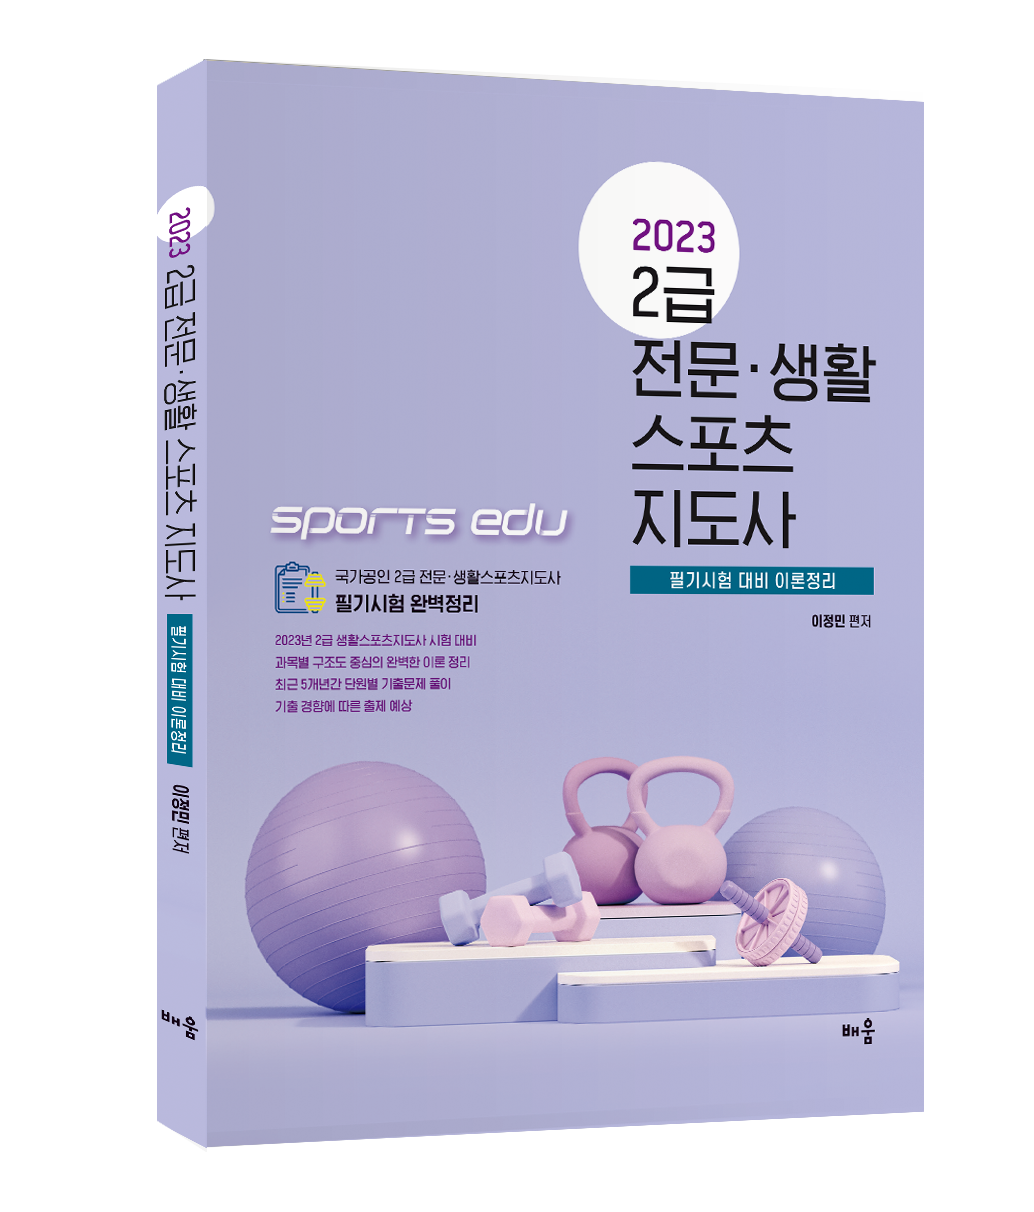 2023 2급 전문·생활 스포츠 지도사
필기시험 대비 이론정리
이정민 편저
배움
2023
2급
전문·생활
스포츠
지도사
필기시험 대비 이론정리
이정민 편저
sports edu
국가공인 2급 전문·생활스포츠지도사
필기시험 완벽정리
2023년 2급 생활스포츠지도사 시험 대비
과목별 구조도 중심의 완벽한 이론 정리
최근 5개년간 단원별 기출문제 풀이
기출 경향에 따른 출제 예상
배움